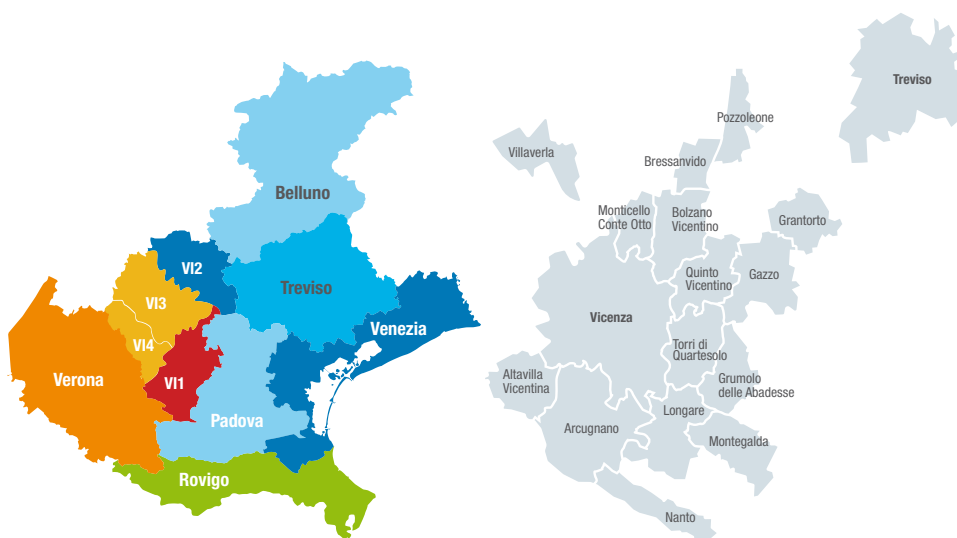 Belluno
VI2
VI3
Treviso
Venezia
VI4
Verona
VI1
Padova
Rovigo
Treviso
Pozzoleone
Villaverla
Bressanvido
Monticello
Conte Otto
Bolzano
Vicentino
Grantorto
Quinto
Vicentino
Gazzo
Vicenza
Torri di
Quartesolo
Altavilla
Vicentina
Grumolo
delle Abadesse
Longare
Arcugnano
Montegalda
Nanto